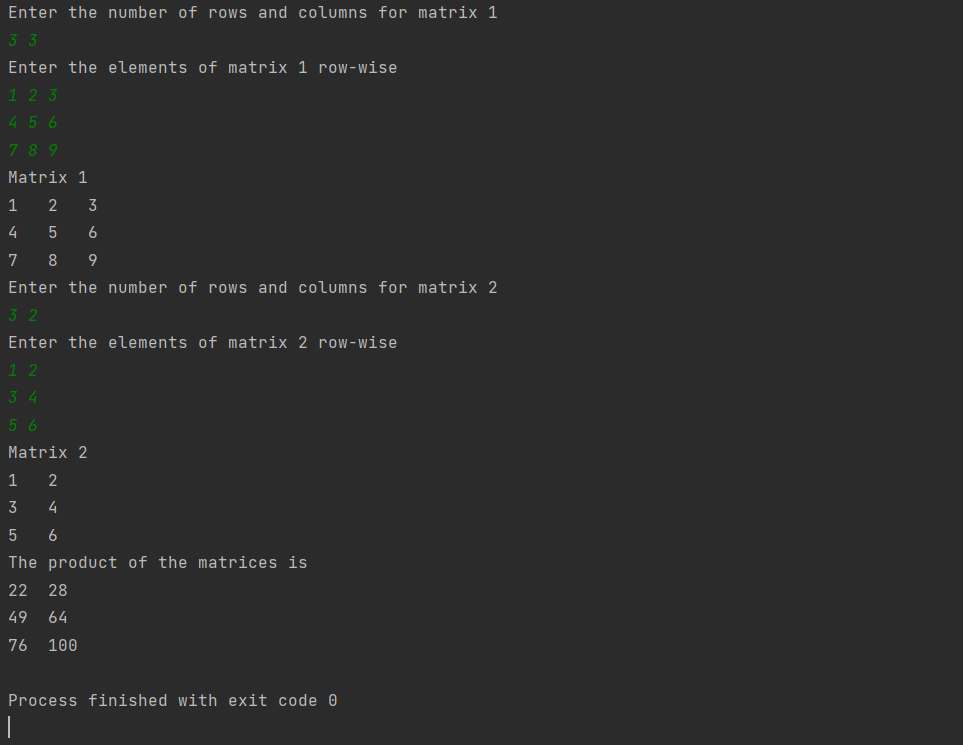 Enter the number of rows and columns for matrix 1
3 3
Enter the elements of matrix 1 row-wise
1 2 3
4 5 6
7 8 9
Matrix 1
1   2   3
4   5   6
7   8   9
Enter the number of rows and columns for matrix 2
3 2
Enter the elements of matrix 2 row-wise
1 2
3 4
5 6
Matrix 2
1   2
3   4
5   6
The product of the matrices is
22  28
49  64
76  100
Process finished with exit code 0